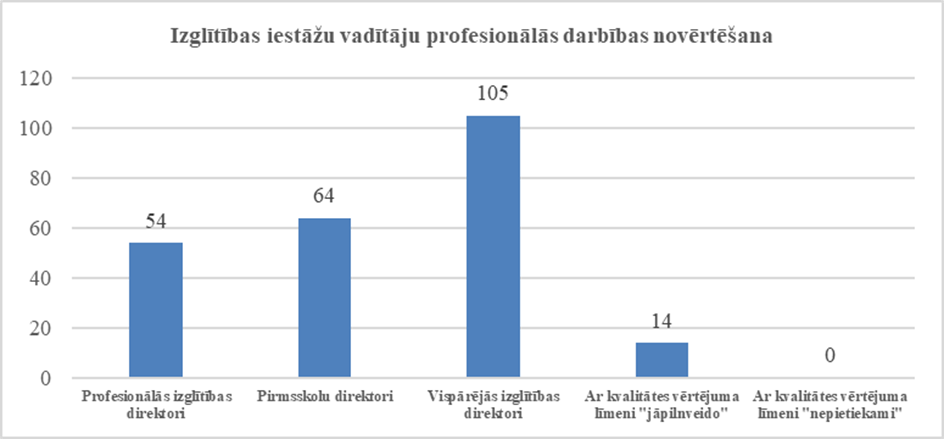 Izglītības iestāžu vadītāju profesionālās darbības novērtēšana
120
100
80
60
40
20
0
54
64
105
14
0
Profesionālās izglītības
direktori
Pirmsskolu direktori
Vispārējās izglītības
direktori
Ar kvalitātes vērtējuma
līmeni "jāpilnveido"
Ar kvalitātes vērtējuma
līmeni "nepietiekami"